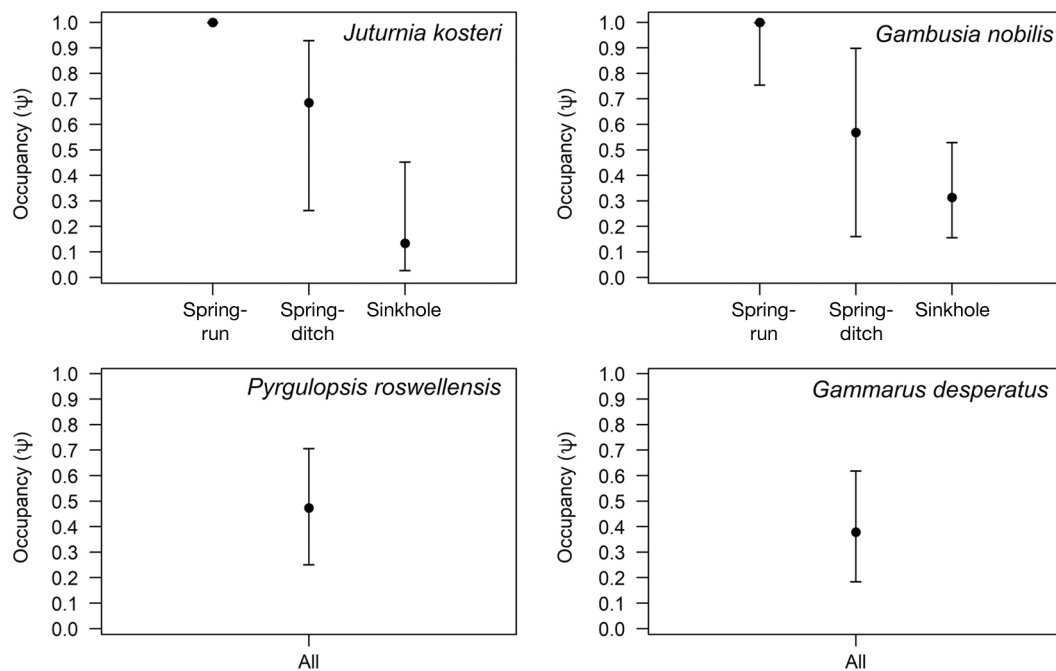 Juturnia kosteri
Occupancy (ψ)
1.0
0.9
0.8
0.7
0.6
0.5
0.4
0.3
0.2
0.1
0.0
Spring-
run
Spring-
ditch
Sinkhole
Gambusia nobilis
Occupancy (ψ)
1.0
0.9
0.8
0.7
0.6
0.5
0.4
0.3
0.2
0.1
0.0
Spring-
run
Spring-
ditch
Sinkhole
Pyrgulopsis roswellensis
Occupancy (ψ)
1.0
0.9
0.8
0.7
0.6
0.5
0.4
0.3
0.2
0.1
0.0
All
Gammarus desperatus
Occupancy (ψ)
1.0
0.9
0.8
0.7
0.6
0.5
0.4
0.3
0.2
0.1
0.0
All